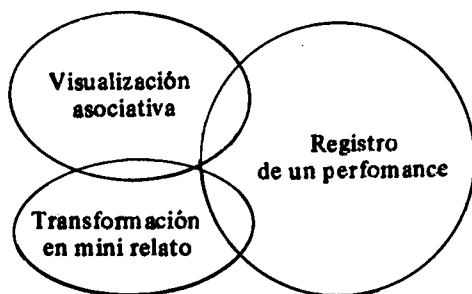 Visualización
asociativa
Registro
de un perfomance
Transformación
en mini relato